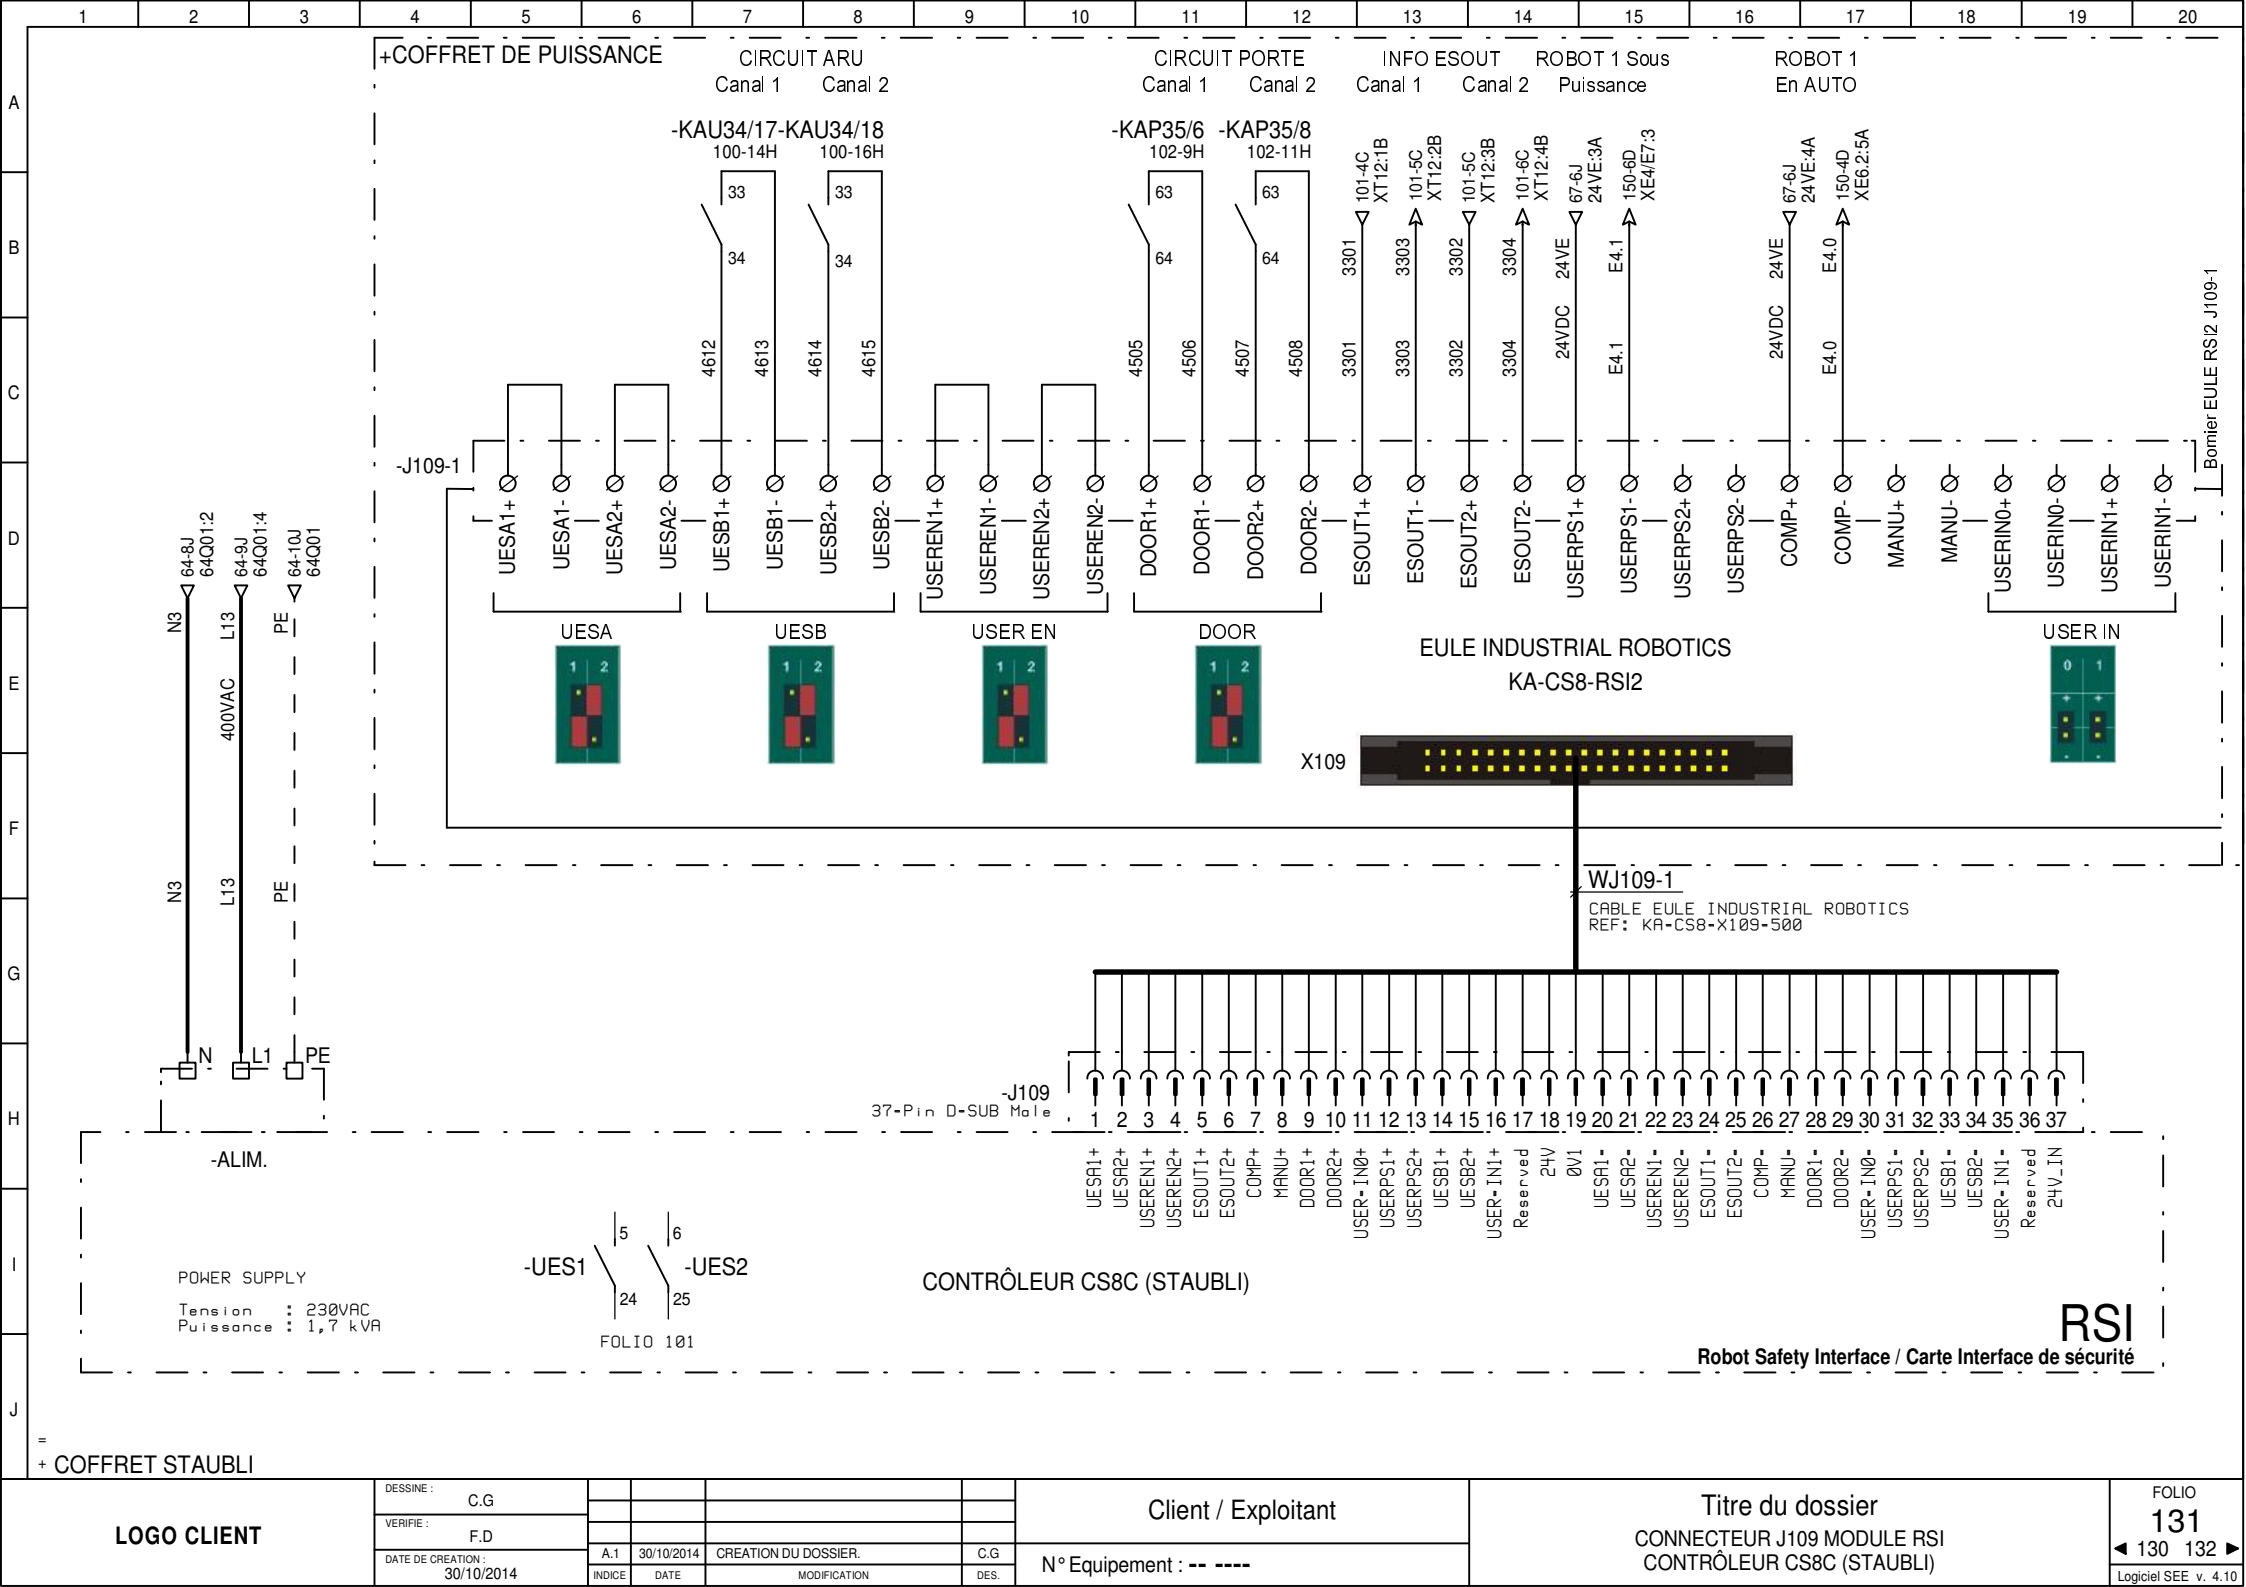 1 2 3 4 5 6 7 8 9 10 11 12 13 14 15 16 17 18 19 20
A
B
C
D
E
F
G
H
I
J
+COFFRET DE PUISSANCE
CIRCUIT ARU
Canal 1 Canal 2
CIRCUIT PORTE
Canal 1 Canal 2
INFO ESOUT
Canal 1 Canal 2
ROBOT 1 Sous
Puissance
ROBOT 1
En AUTO
-KAU34/17-KAU34/18
100-14H 100-16H
-KAP35/6 -KAP35/8
102-9H 102-11H
101-4C
XT12:1B
101-5C
XT12:2B
101-5C
XT12:3B
101-6C
XT12:4B
67-6J
24VE:3A
150-6D
XE4/E7:3
67-6J
24VE:4A
150-4D
XE6.2:5A
33 33 63 63
34 34 64 64
3301 3303 3302 3304 24VE E4.1 24VE E4.0
4612 4613 4614 4615 4505 4506 4507 4508 3301 3303 3302 3304 24VDC E4.1 24VDC E4.0
Bornier EULE RSI2 J109-1
-J109-1
UESA1+ UESA1- UESA2+ UESA2- UESB1+ UESB1- UESB2+ UESB2- USEREN1+ USEREN1- USEREN2+ USEREN2- DOOR1+ DOOR1- DOOR2+ DOOR2- ESOUT1+ ESOUT1- ESOUT2+ ESOUT2- USERPS1+ USERPS1- USERPS2+ USERPS2- COMP+ COMP- MANU+ MANU- USERIN0+ USERIN0- USERIN1+ USERIN1-
64-8J
64Q01:2
64-9J
64Q01:4
64-10J
64Q01
N3 L13 PE
400VAC
N3 L13 PE
UESA UESB USER EN DOOR USER IN
1 2
1 2
1 2
1 2
0 1
+ +
- -
EULE INDUSTRIAL ROBOTICS
KA-CS8-RSI2
X109
WJ109-1
CABLE EULE INDUSTRIAL ROBOTICS
REF: KA-CS8-X109-500
N L1 PE
-J109
37-Pin D-SUB Male
1 2 3 4 5 6 7 8 9 10 11 12 13 14 15 16 17 18 19 20 21 22 23 24 25 26 27 28 29 30 31 32 33 34 35 36 37
UESA1+ UESA2+ USEREN1+ USEREN2+ ESOUT1+ ESOUT2+ COMP+ MANU+ DOOR1+ DOOR2+ USER-IN0+ USERPS1+ USERPS2+ UESB1+ UESB2+ USER-IN1+ Reserved 24V 0V1 UESA1- UESA2- USEREN1- USEREN2- ESOUT1- ESOUT2- COMP- MANU- DOOR1- DOOR2- USER-IN0- USERPS1- USERPS2- UESB1- UESB2- USER-IN1- Reserved 24V_IN
-ALIM.
POWER SUPPLY
Tension : 230VAC
Puissance : 1,7 kVA
5 6
-UES1 -UES2
24 25
FOLIO 101
CONTRÔLEUR CS8C (STAUBLI)
RSI
Robot Safety Interface / Carte Interface de sécurité
=
+ COFFRET STAUBLI
LOGO CLIENT
DESSINE :
C.G
VERIFIE :
F.D
DATE DE CREATION :
30/10/2014
A.1 30/10/2014 CREATION DU DOSSIER. C.G
INDICE DATE MODIFICATION DES.
Client / Exploitant
N° Equipement : -- ----
Titre du dossier
CONNECTEUR J109 MODULE RSI
CONTRÔLEUR CS8C (STAUBLI)
FOLIO
131
◄ 130 132 ►
Logiciel SEE v. 4.10